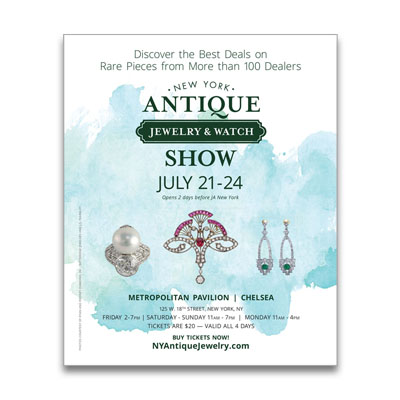 Discover the Best Deals on
Rare Pieces from More than 100 Dealers
• NEW YORK •
ANTIQUE
JEWELRY & WATCH
SHOW
JULY 21-24
Opens 2 days before JA New York
METROPOLITAN PAVILION | CHELSEA
125 W. 18TH STREET, NEW YORK, NY
FRIDAY 2-7PM | SATURDAY - SUNDAY 11AM - 7PM | MONDAY 11AM - 4PM
TICKETS ARE $20 — VALID ALL 4 DAYS
BUY TICKETS NOW!
NYAntiqueJewelry.com